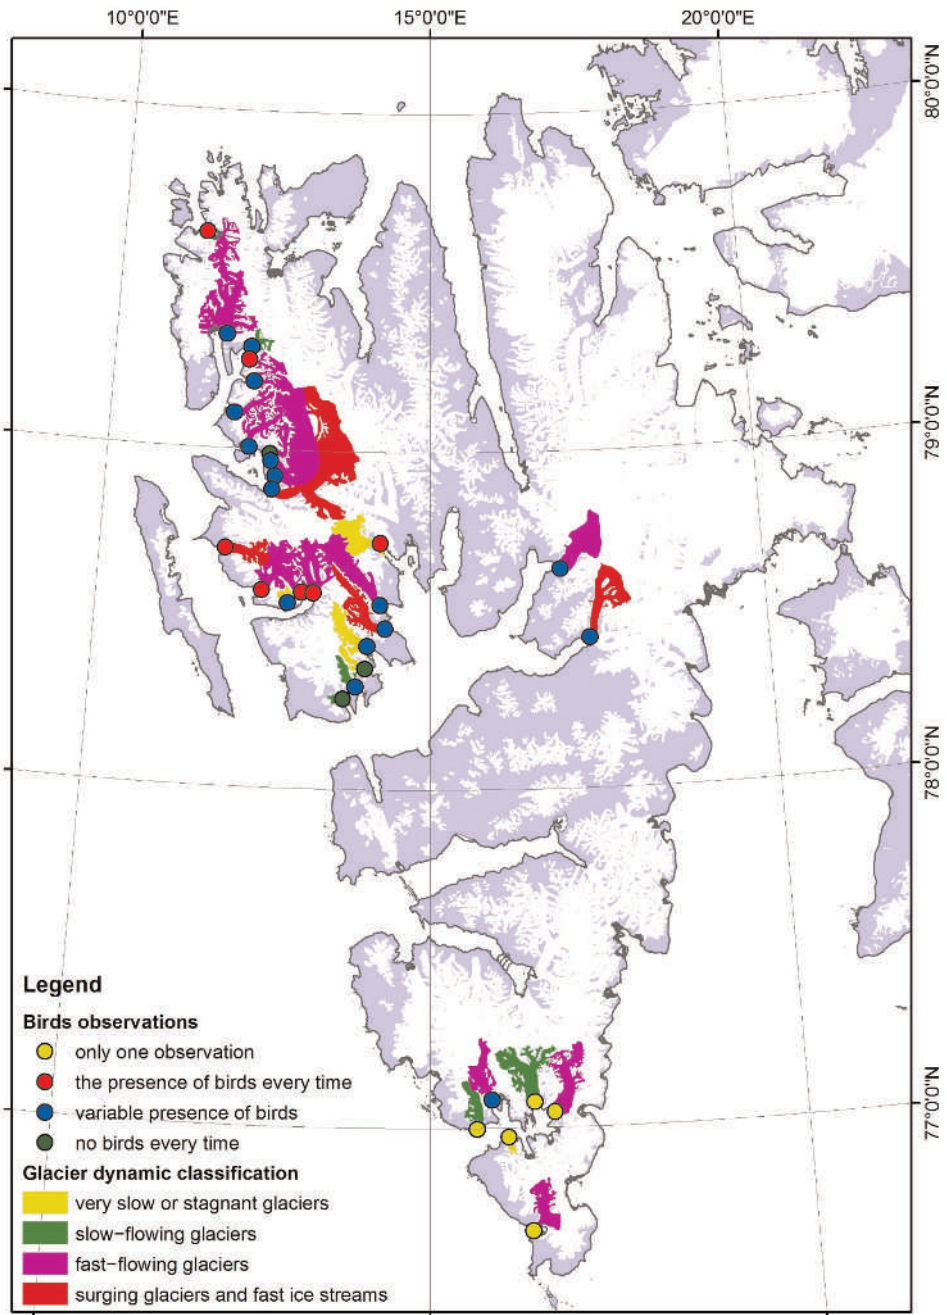 10°0'0"E 15°0'0"E 20°0'0"E
80°0'0"N
79°0'0"N
78°0'0"N
77°0'0"N
Legend
Birds observations
only one observation
the presence of birds every time
variable presence of birds
no birds every time
Glacier dynamic classification
very slow or stagnant glaciers
slow-flowing glaciers
fast-flowing glaciers
surging glaciers and fast ice streams